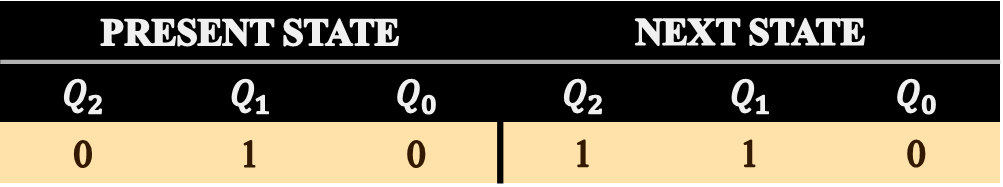 PRESENT STATE NEXT STATE
Q₂ Q₁ Q₀ Q₂ Q₁ Q₀
0 1 0 1 1 0